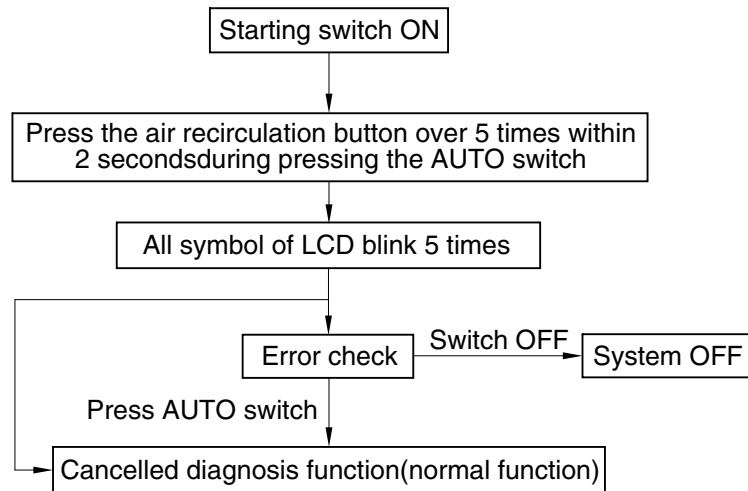 Starting switch ON
Press the air recirculation button over 5 times within
2 secondsduring pressing the AUTO switch
All symbol of LCD blink 5 times
Error check
Switch OFF
System OFF
Press AUTO switch
Cancelled diagnosis function(normal function)